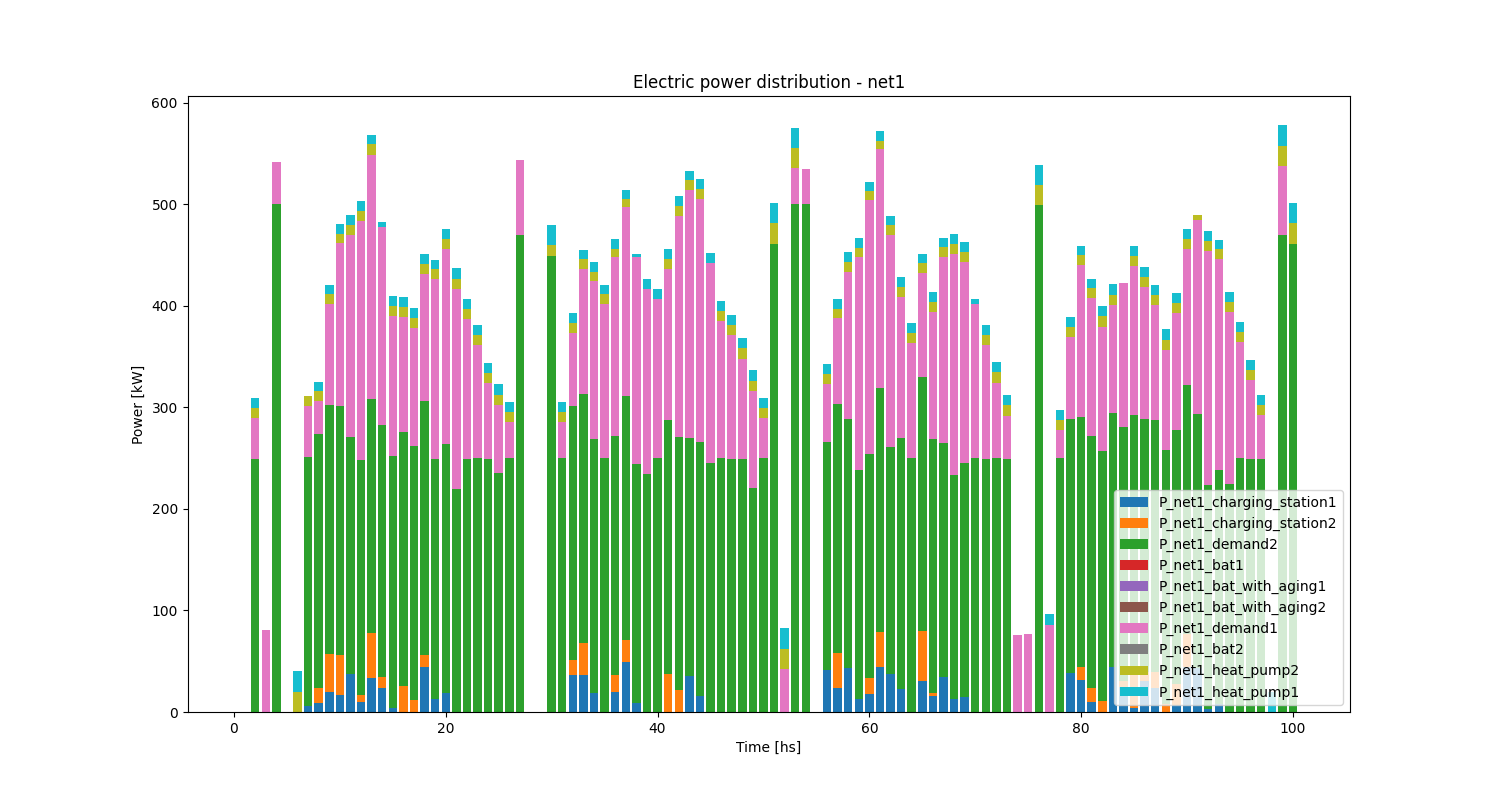 Electric power distribution - net1
Power [kW]
600
500
400
300
200
100
0
0 20 40 60 80 100
Time [hs]
P_net1_charging_station1
P_net1_charging_station2
P_net1_demand2
P_net1_bat1
P_net1_bat_with_aging1
P_net1_bat_with_aging2
P_net1_demand1
P_net1_bat2
P_net1_heat_pump2
P_net1_heat_pump1